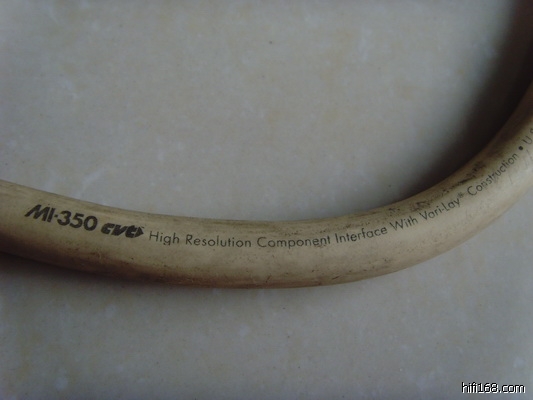 MI-350 CVT High Resolution Component Interface With Vari-Lay® Construction •
hifi168.com